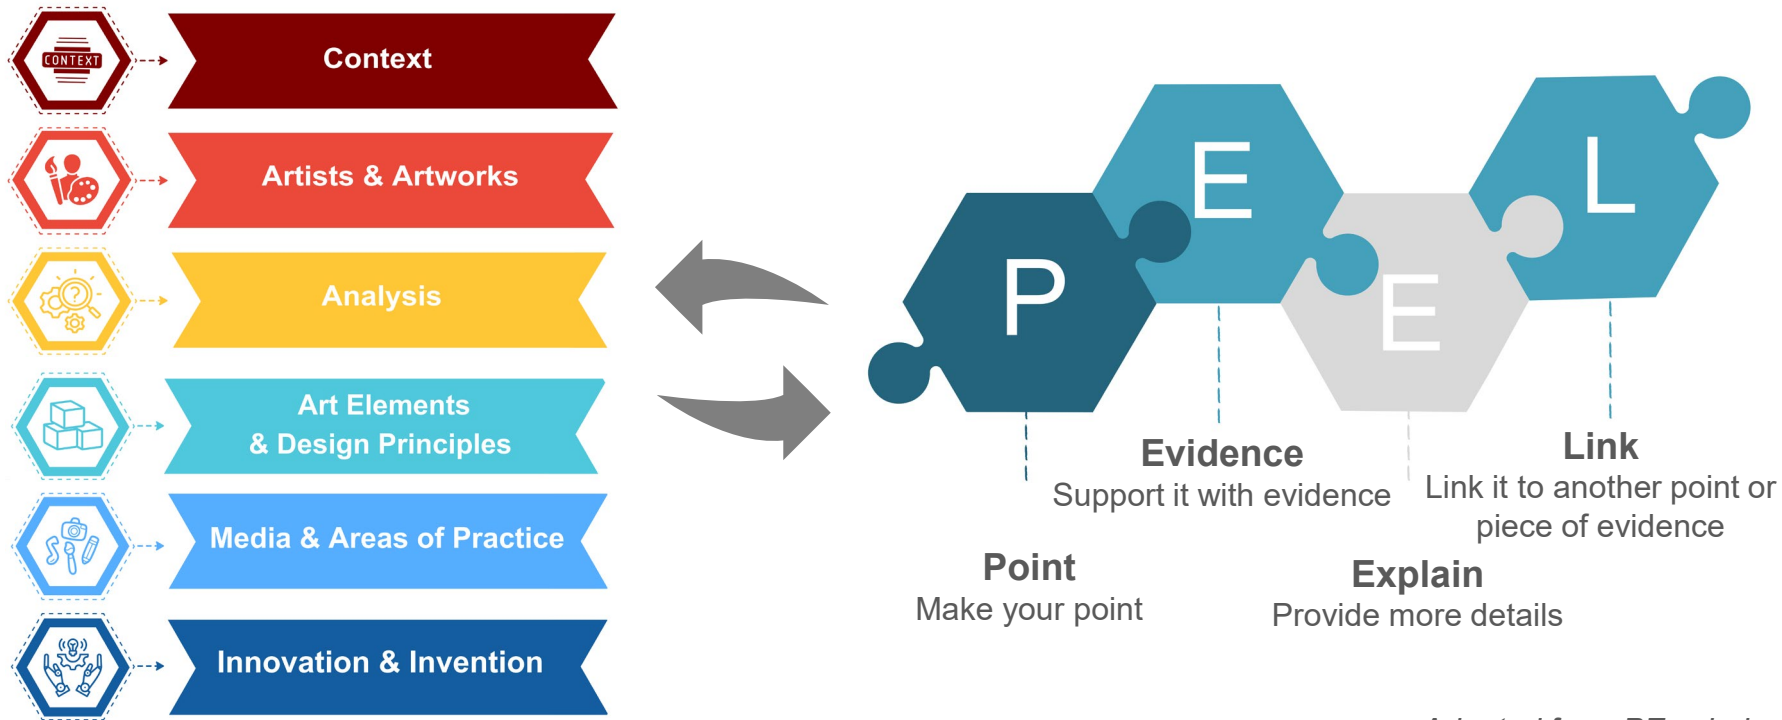 CONTEXT
Context
Artists & Artworks
Analysis
?
Art Elements
& Design Principles
Media & Areas of Practice
Innovation & Invention
P
E
E
L
Evidence
Support it with evidence
Link
Link it to another point or
piece of evidence
Point
Make your point
Explain
Provide more details